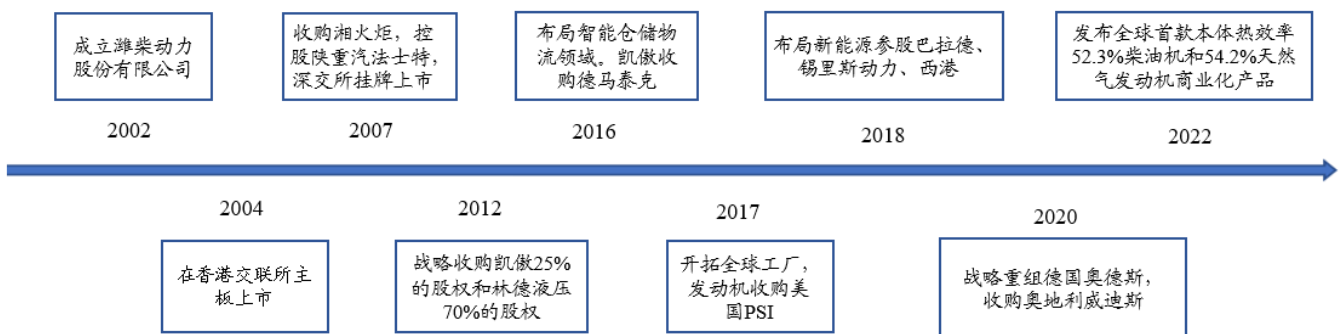 成立潍柴动力
股份有限公司
收购湘火炬，控
股陕重汽法士特，
深交所挂牌上市
布局智能仓储物
流领域。凯傲收
购德马泰克
布局新能源参股巴拉德、
锡里斯动力、西港
发布全球首款本体热效率
52.3%柴油机和54.2%天然
气发动机商业化产品
2002
2007
2016
2018
2022
2004
2012
2017
2020
在香港交联所主
板上市
战略收购凯傲25%
的股权和林德液压
70%的股权
开拓全球工厂，
发动机收购美
国PSI
战略重组德国奥德斯，
收购奥地利威迪斯